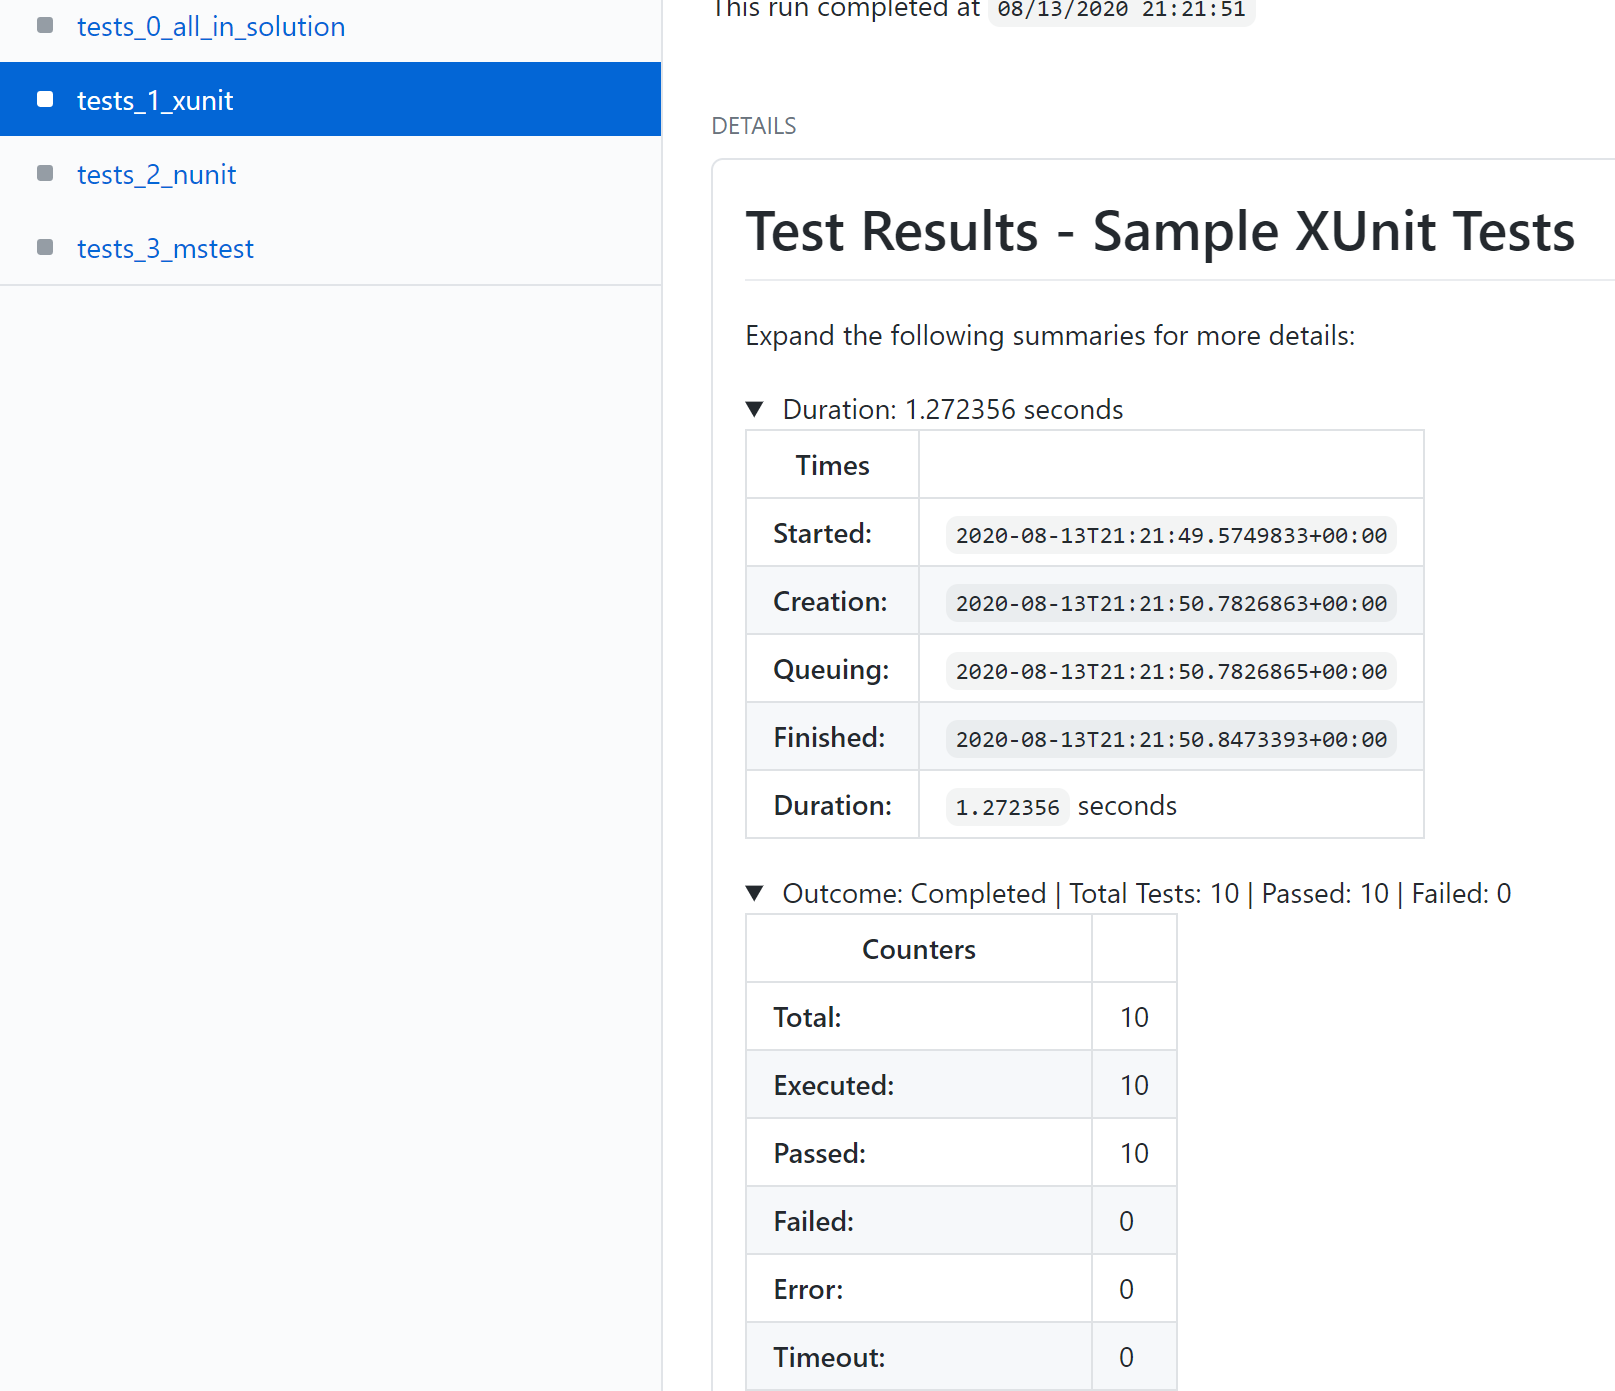 tests_0_all_in_solution
tests_1_xunit
tests_2_nunit
tests_3_mstest
This run completed at 08/13/2020 21:21:51
DETAILS
Test Results - Sample XUnit Tests
Expand the following summaries for more details:
▼ Duration: 1.272356 seconds
Times
Started: 2020-08-13T21:21:49.5749833+00:00
Creation: 2020-08-13T21:21:50.7826863+00:00
Queuing: 2020-08-13T21:21:50.7826865+00:00
Finished: 2020-08-13T21:21:50.8473393+00:00
Duration: 1.272356 seconds
▼ Outcome: Completed | Total Tests: 10 | Passed: 10 | Failed: 0
Counters
Total: 10
Executed: 10
Passed: 10
Failed: 0
Error: 0
Timeout: 0